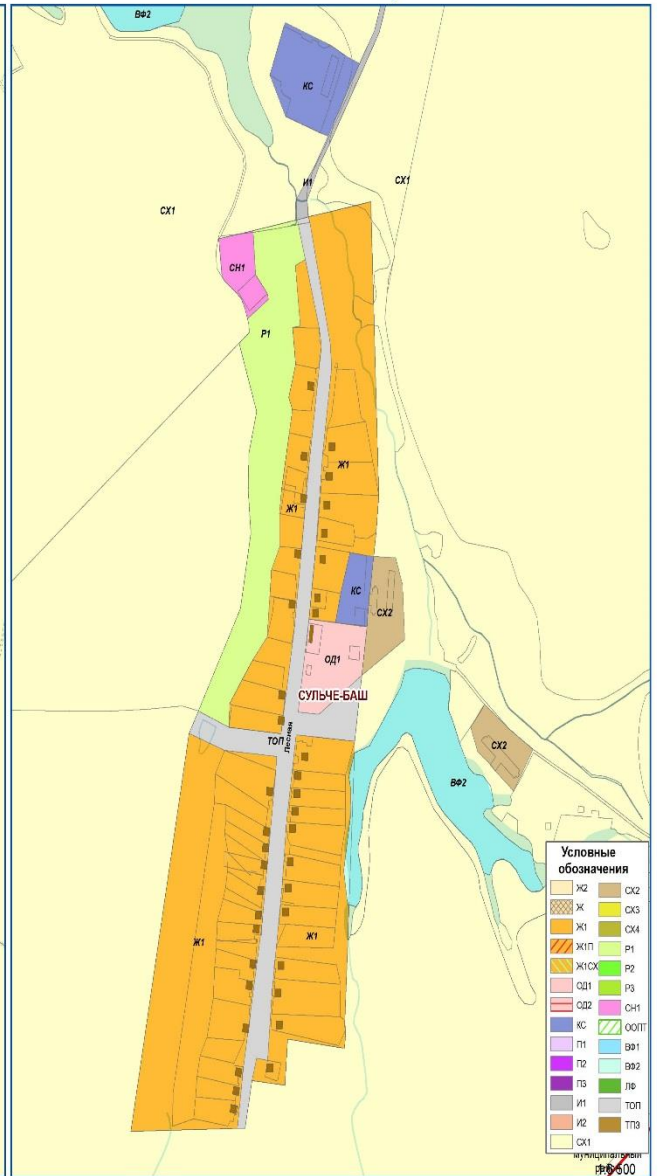 ВФ2
КС
И1
СХ1
СХ1
СН1
Р1
Ж1
Ж1
КС
СХ2
ОД1
СУЛЬЧЕ-БАШ
Лесная
ТОП
СХ2
ВФ2
Ж1
Ж1
Условные
обозначения
Ж2
Ж
Ж1
Ж1П
Ж1СХ
ОД1
ОД2
КС
П1
П2
П3
И1
И2
СХ1
СХ2
СХ3
СХ4
Р1
Р2
Р3
СН1
ООПТ
ВФ1
ВФ2
ЛФ
ТОП
ТПЭ
муниципальный